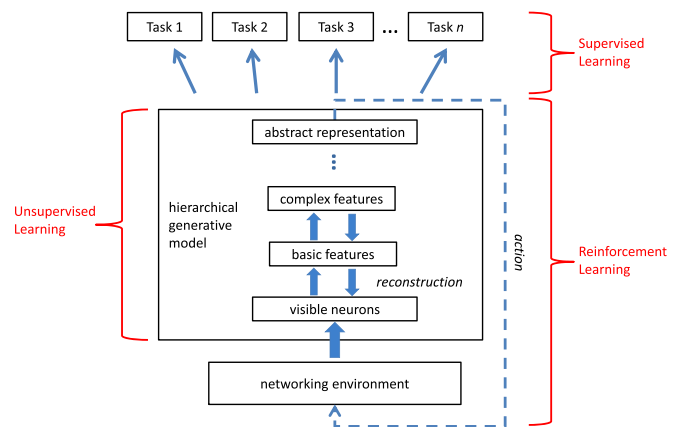 Task 1
Task 2
Task 3
...
Task n
Supervised
Learning
abstract representation
Unsupervised
Learning
hierarchical
generative
model
complex features
basic features
reconstruction
visible neurons
action
Reinforcement
Learning
networking environment